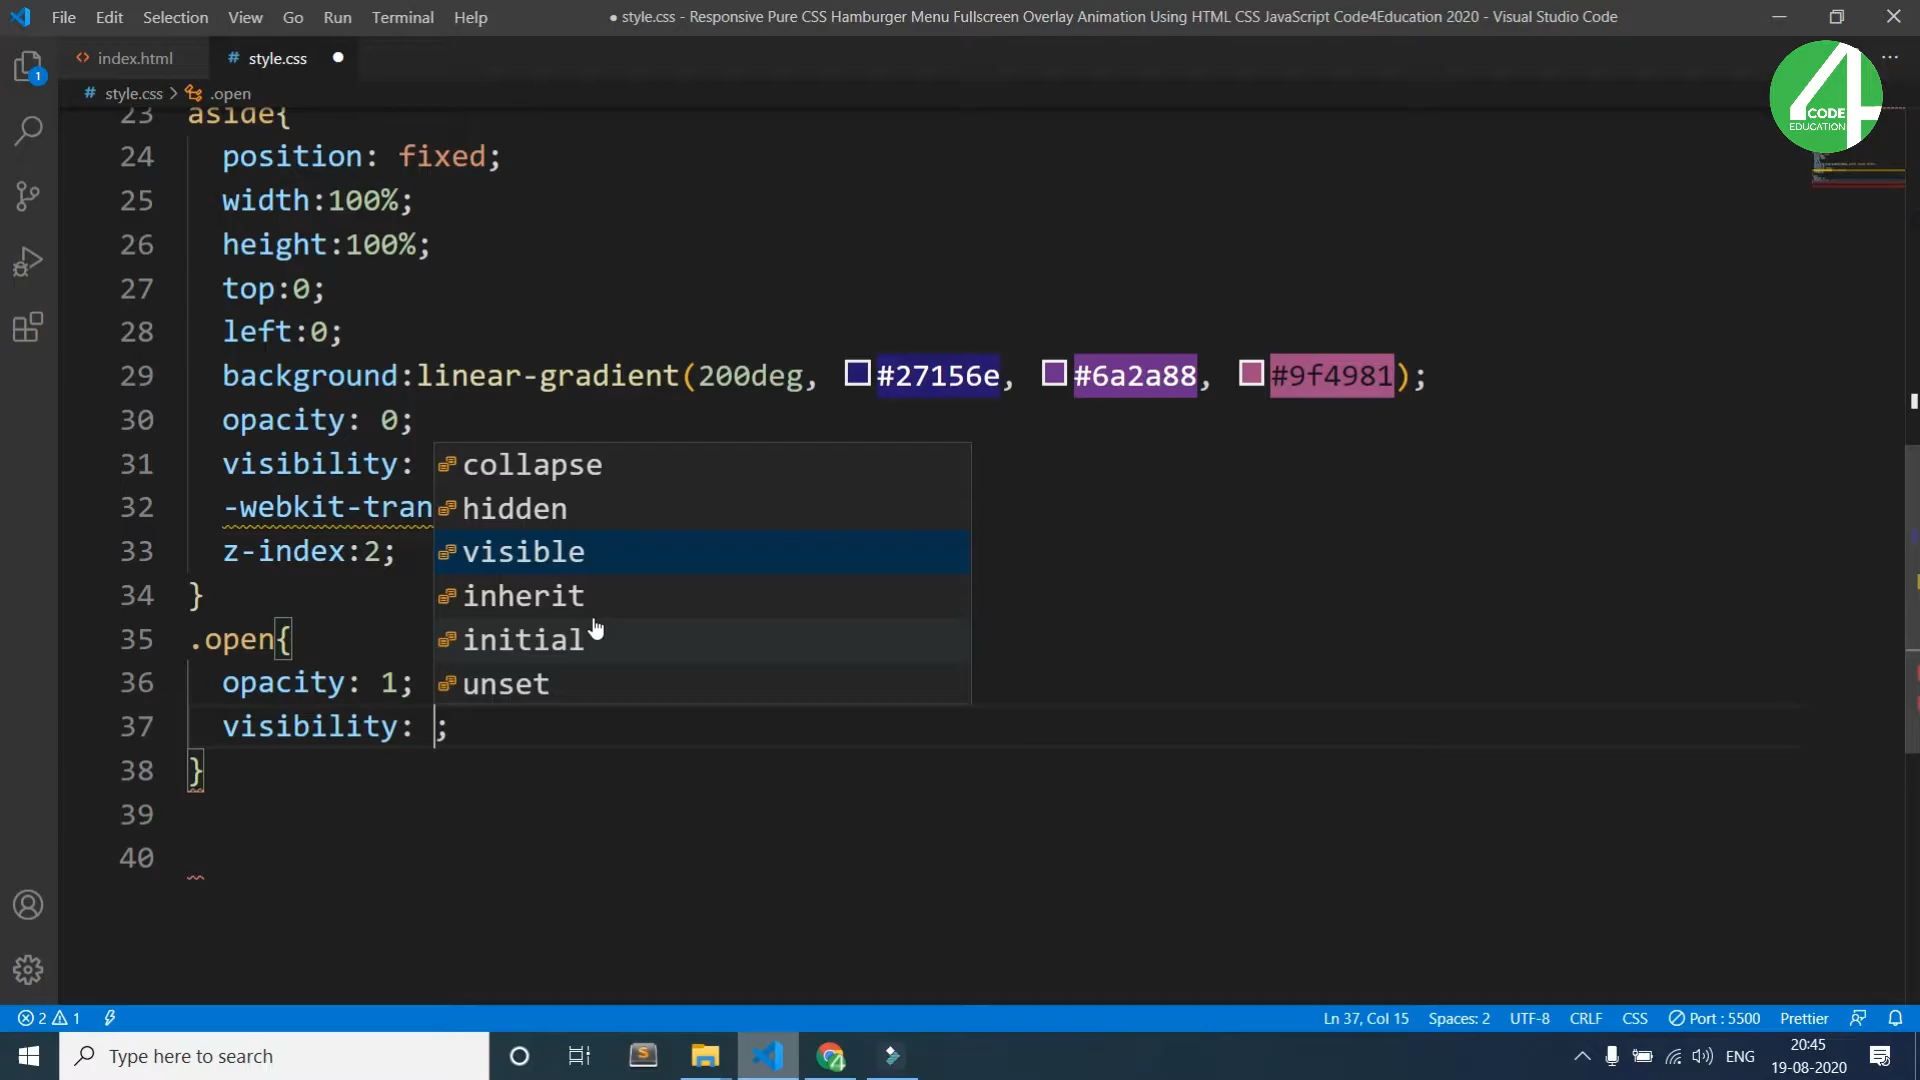 File Edit Selection View Go Run Terminal Help
● style.css - Responsive Pure CSS Hamburger Menu Fullscreen Overlay Animation Using HTML CSS JavaScript Code4Education 2020 - Visual Studio Code
1
<> index.html
# style.css ●
...
# style.css > .open
4
CODE
EDUCATION
23 aside{
24 position: fixed;
25 width:100%;
26 height:100%;
27 top:0;
28 left:0;
29 background:linear-gradient(200deg, #27156e, #6a2a88, #9f4981);
30 opacity: 0;
31 visibility:
32 -webkit-tran
33 z-index:2;
34 }
35 .open{
36 opacity: 1;
37 visibility: ;
38 }
39
40
collapse
hidden
visible
inherit
initial
unset
2 1
Ln 37, Col 15 Spaces: 2 UTF-8 CRLF CSS Port : 5500 Prettier
Type here to search
S
4
ENG
20:45
19-08-2020